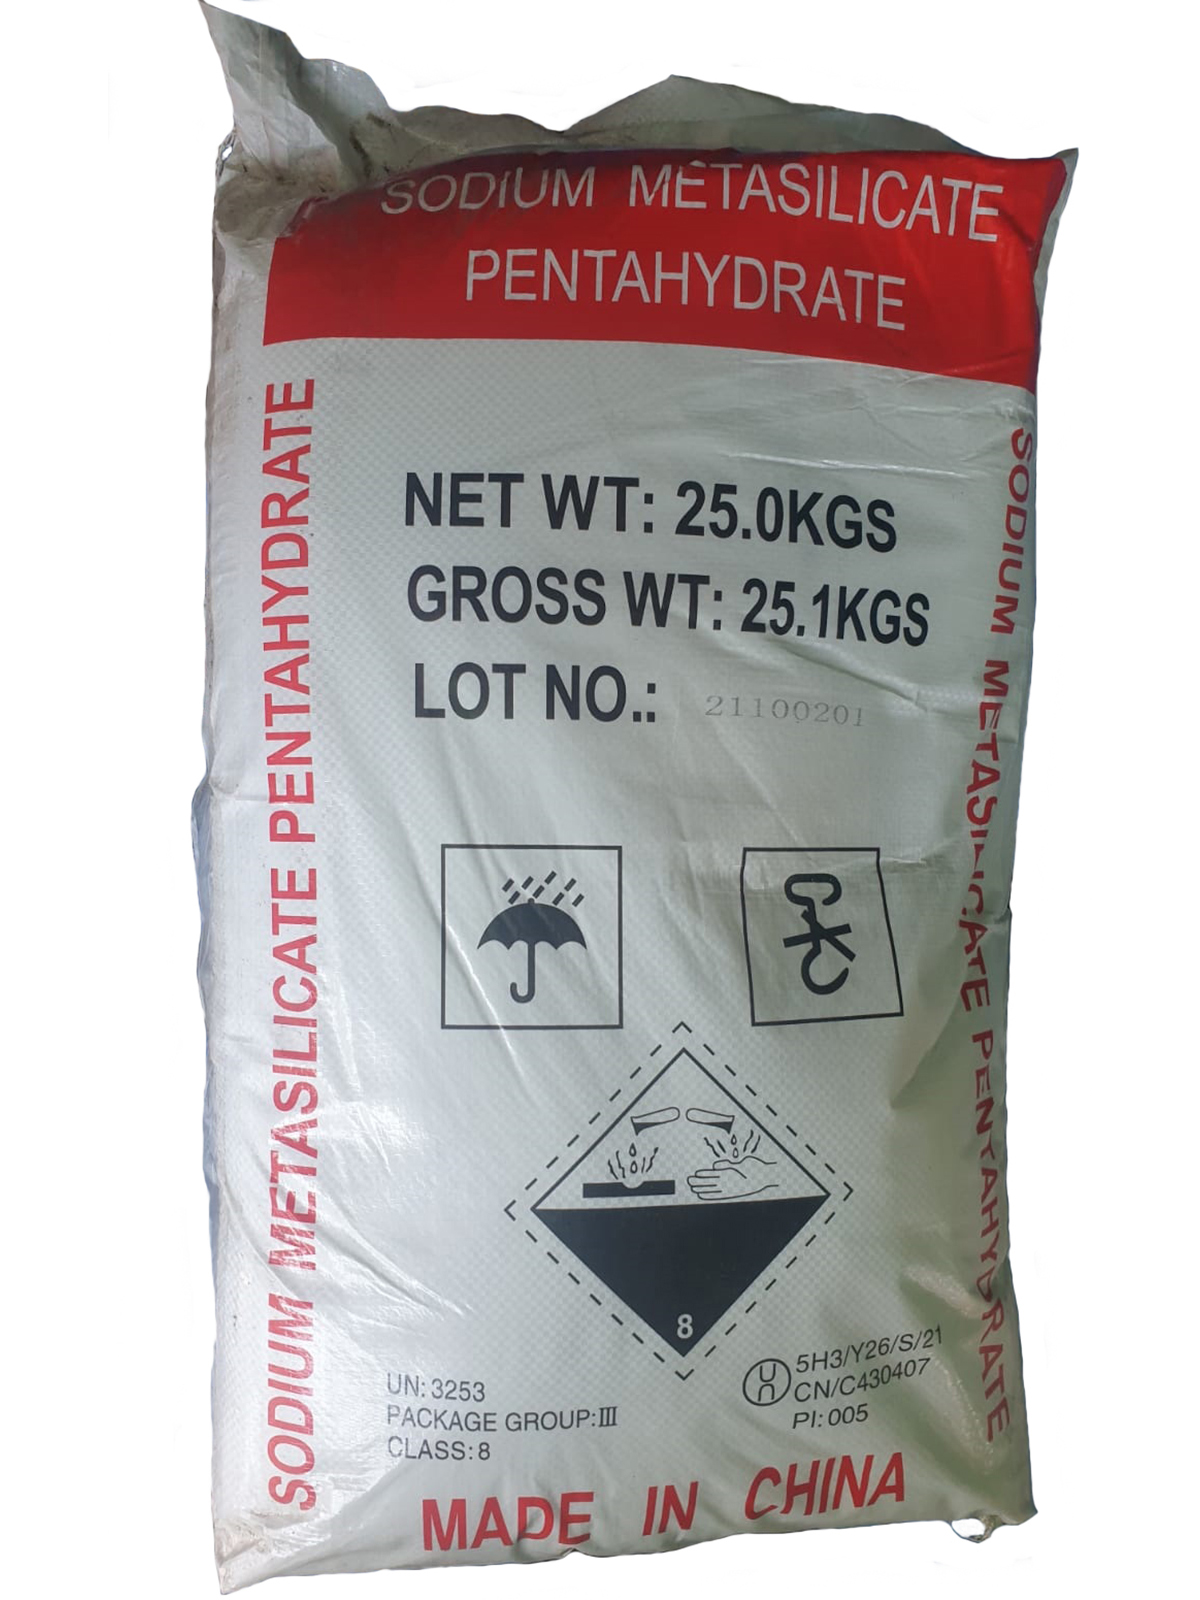 SODIUM METASILICATE
PENTAHYDRATE
SODIUM METASILICATE PENTAHYDRATE
NET WT: 25.0KGS
GROSS WT: 25.1KGS
LOT NO.: 21100201
SODIUM METASILICATE PENTAHYDRATE
8
UN: 3253
PACKAGE GROUP:Ⅲ
CLASS: 8
un 5H3/Y26/S/21
CN/C430407
PI: 005
MADE IN CHINA